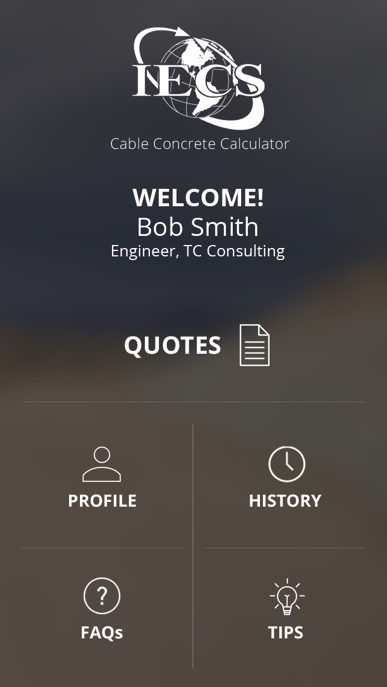 IECS
Cable Concrete Calculator
WELCOME!
Bob Smith
Engineer, TC Consulting
QUOTES
PROFILE
HISTORY
?
FAQs
TIPS